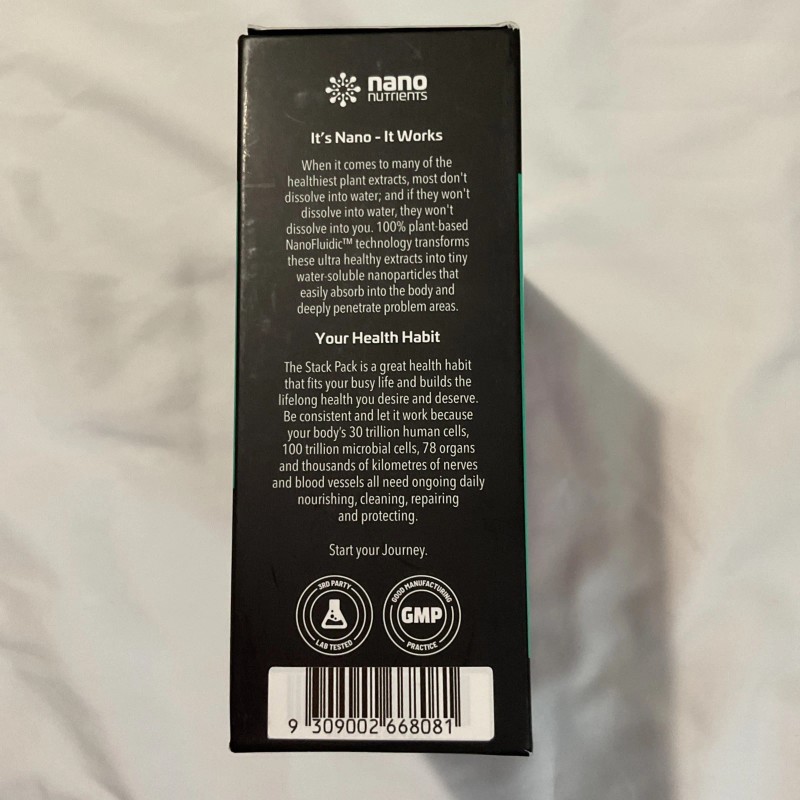 nano
nutrients
It's Nano - It Works
When it comes to many of the
healthiest plant extracts, most don't
dissolve into water; and if they won't
dissolve into water, they won't
dissolve into you. 100% plant-based
NanoFluidic™ technology transforms
these ultra healthy extracts into tiny
water-soluble nanoparticles that
easily absorb into the body and
deeply penetrate problem areas.
Your Health Habit
The Stack Pack is a great health habit
that fits your busy life and builds the
lifelong health you desire and deserve.
Be consistent and let it work because
your body's 30 trillion human cells,
100 trillion microbial cells, 78 organs
and thousands of kilometres of nerves
and blood vessels all need ongoing daily
nourishing, cleaning, repairing
and protecting.
Start your Journey.
3RD PARTY
LAB TESTED
GOOD MANUFACTURING
GMP
PRACTICE
9 309002 668081